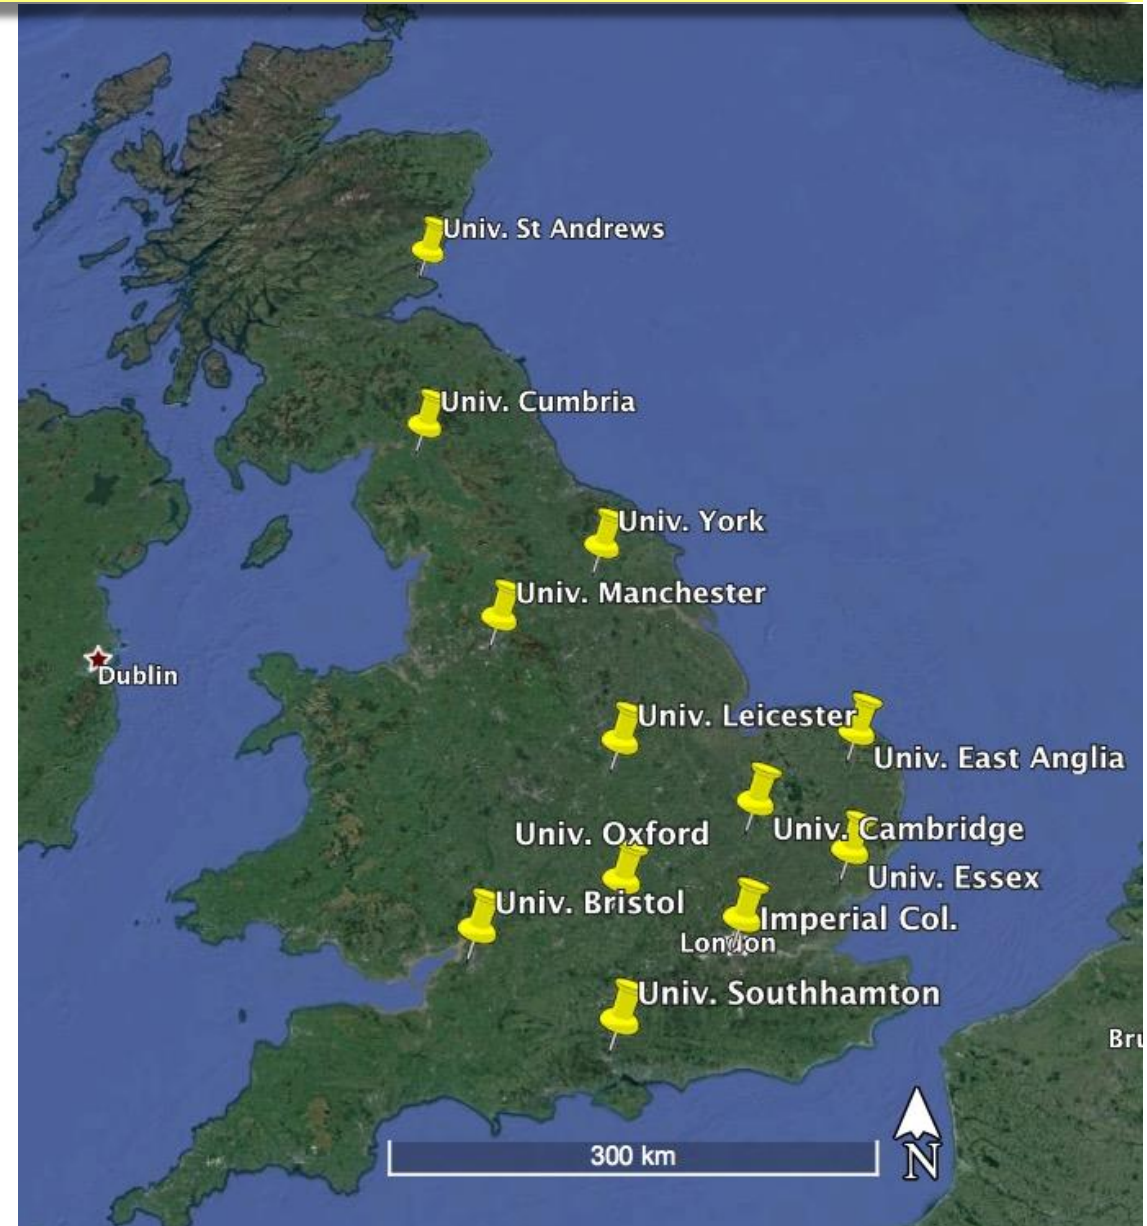 Univ. St Andrews
Univ. Cumbria
Univ. York
Univ. Manchester
Dublin
Univ. Leicester
Univ. East Anglia
Univ. Cambridge
Univ. Oxford
Univ. Essex
Univ. Bristol
Imperial Col.
London
Univ. Southhamton
Bru
300 km
N